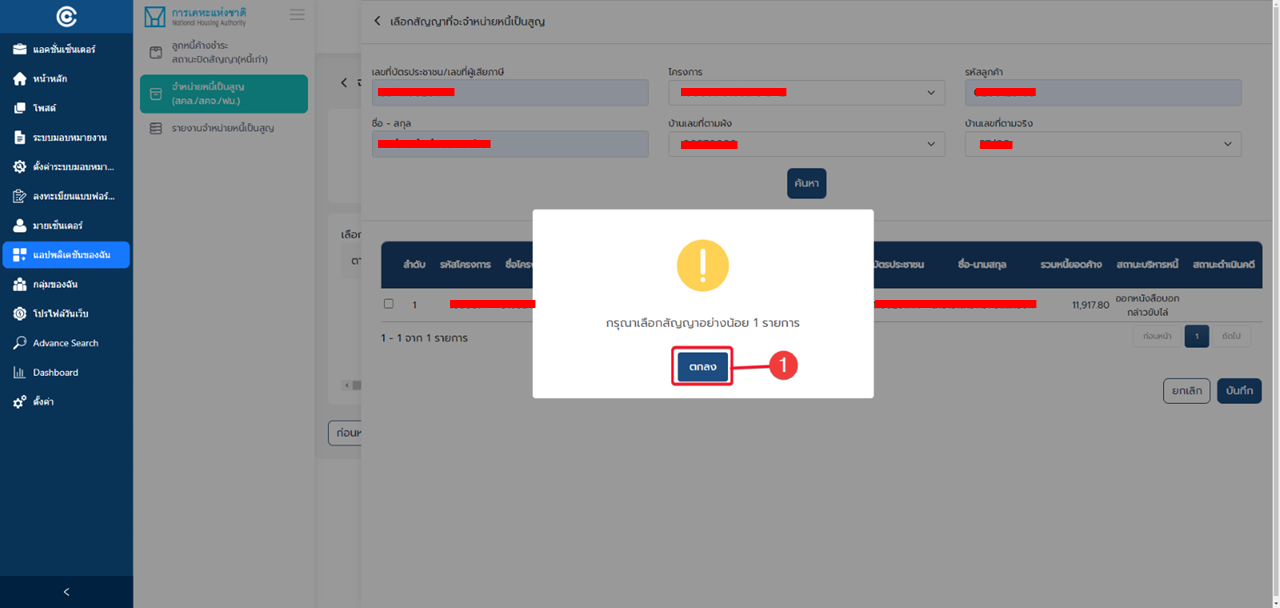 แอคชั่นเซ็นเตอร์
หน้าหลัก
โพสต์
ระบบมอบหมายงาน
ตั้งค่าระบบมอบหมา...
ลงทะเบียนแบบฟอร์...
มายเซ็นเตอร์
แอปพลิเคชันของฉัน
กลุ่มของฉัน
โปรไฟล์วันเว็บ
Advance Search
Dashboard
ตั้งค่า
การเคหะแห่งชาติ
National Housing Authority
ลูกหนี้ค้างชำระ
สถานะปิดสัญญา(หนี้เก่า)
จำหน่ายหนี้เป็นสูญ
(สคล./สคจ./ฟม.)
รายงานจำหน่ายหนี้เป็นสูญ
เลือก
ก่อนห
เลือกสัญญาที่จะจำหน่ายหนี้เป็นสูญ
เลขที่บัตรประชาชน/เลขที่ผู้เสียภาษี โครงการ รหัสลูกค้า
ชื่อ - สกุล บ้านเลขที่ตามผัง บ้านเลขที่ตามจริง
ค้นหา
ลำดับ รหัสโครงการ ชื่อโคร บัตรประชาชน ชื่อ-นามสกุล รวมหนี้ยอดค้าง สถานะบริหารหนี้ สถานะดำเนินคดี
1 11,917.80 ออกหนังสือบอก
กล่าวขับไล่
1 - 1 จาก 1 รายการ
ก่อนหน้า 1 ถัดไป
ยกเลิก บันทึก
กรุณาเลือกสัญญาอย่างน้อย 1 รายการ
ตกลง
1